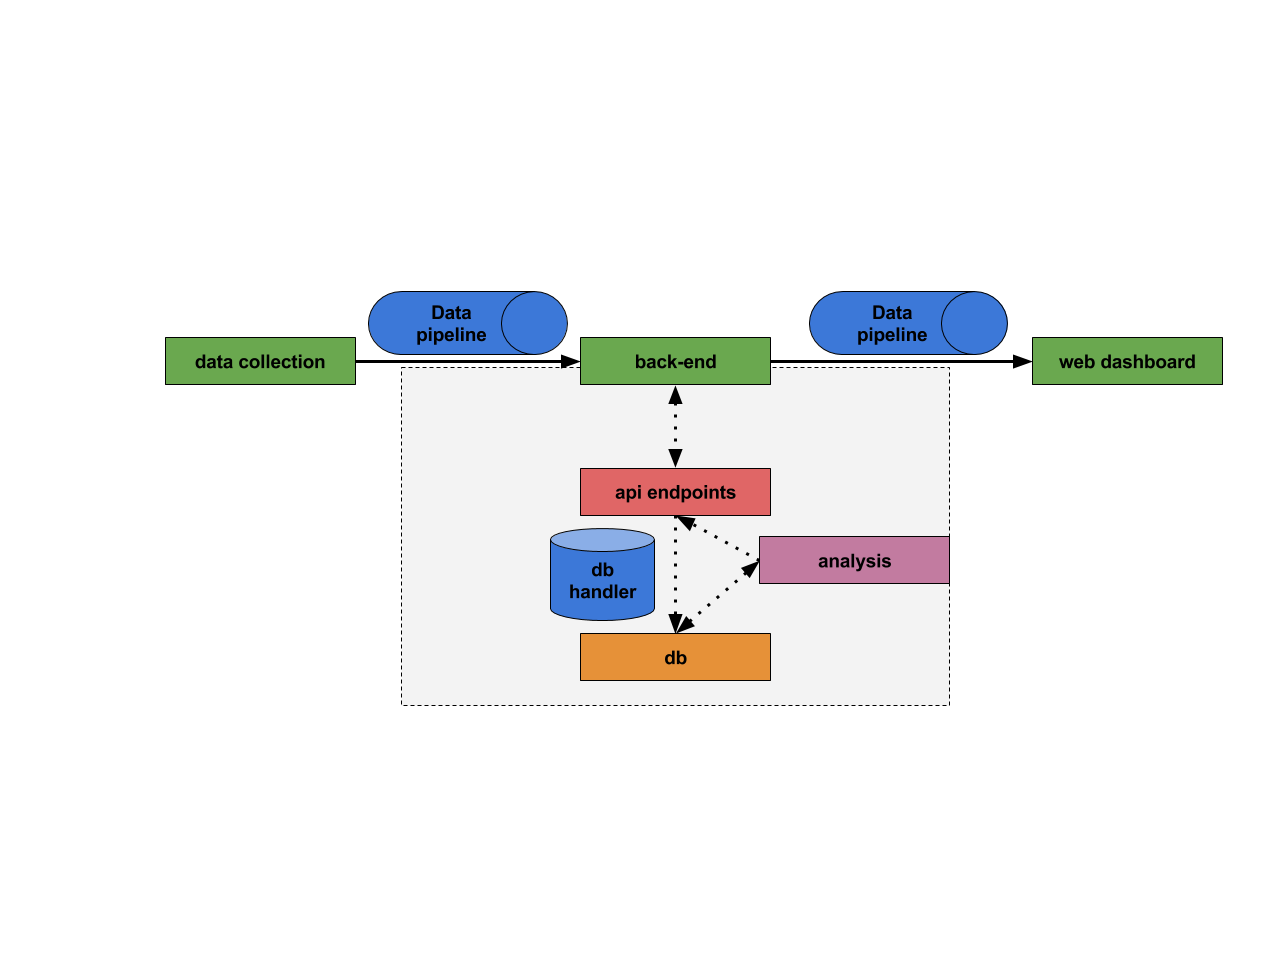 Data
pipeline
Data
pipeline
data collection
back-end
web dashboard
api endpoints
analysis
db
handler
db